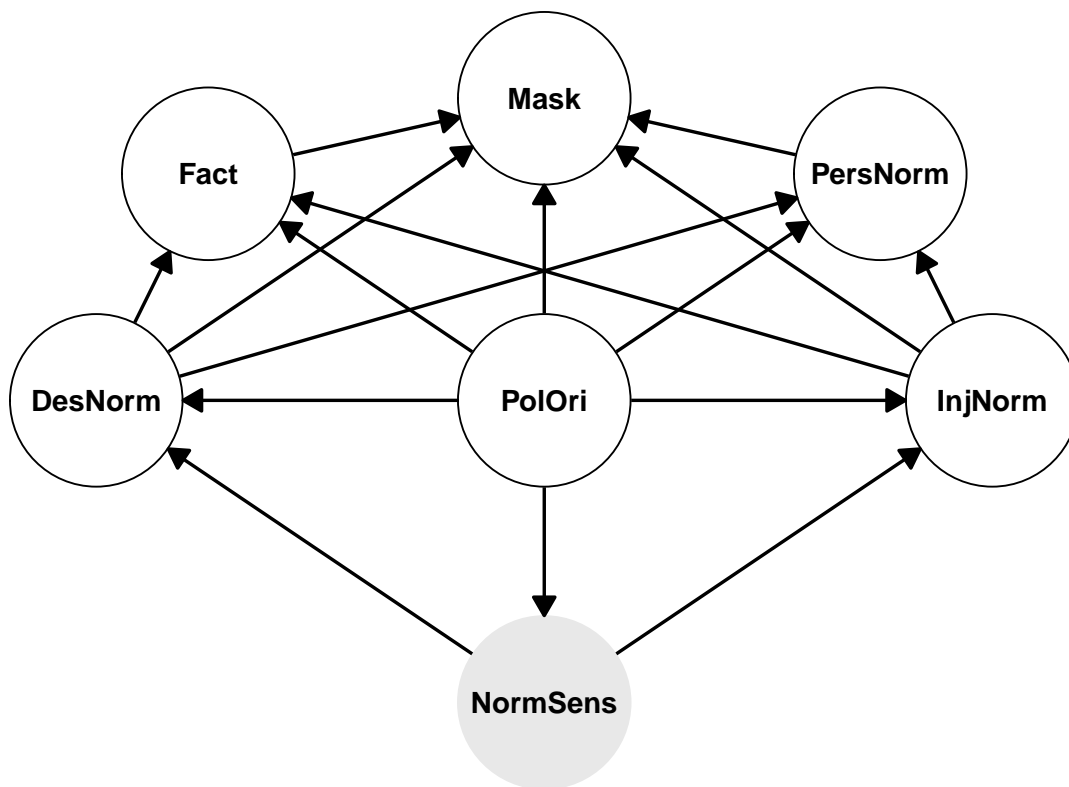 Mask
Fact
PersNorm
DesNorm
PolOri
InjNorm
NormSens